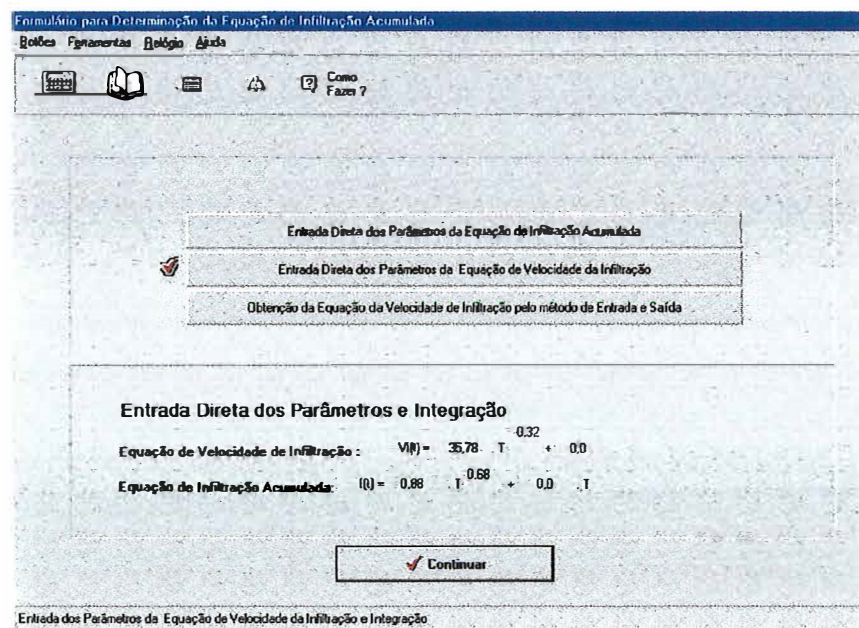 Formulário para Determinação da Equação de Infiltração Acumulada
Botões Ferramentas Relógio Ajuda
Como
Fazer ?
Entrada Direta dos Parâmetros da Equação de Infiltração Acumulada
Entrada Direta dos Parâmetros da Equação de Velocidade da Infiltração
Obtenção da Equação da Velocidade de Infiltração pelo método de Entrada e Saída
Entrada Direta dos Parâmetros e Integração
Equação de Velocidade de Infiltração : Vi(t) = 35,78 . T -0.32 + 0,0
Equação de Infiltração Acumulada: I(t) = 0,88 . T 0.68 + 0,0 .T
Continuar
Entrada dos Parâmetros da Equação de Velocidade da Infiltração e Integração